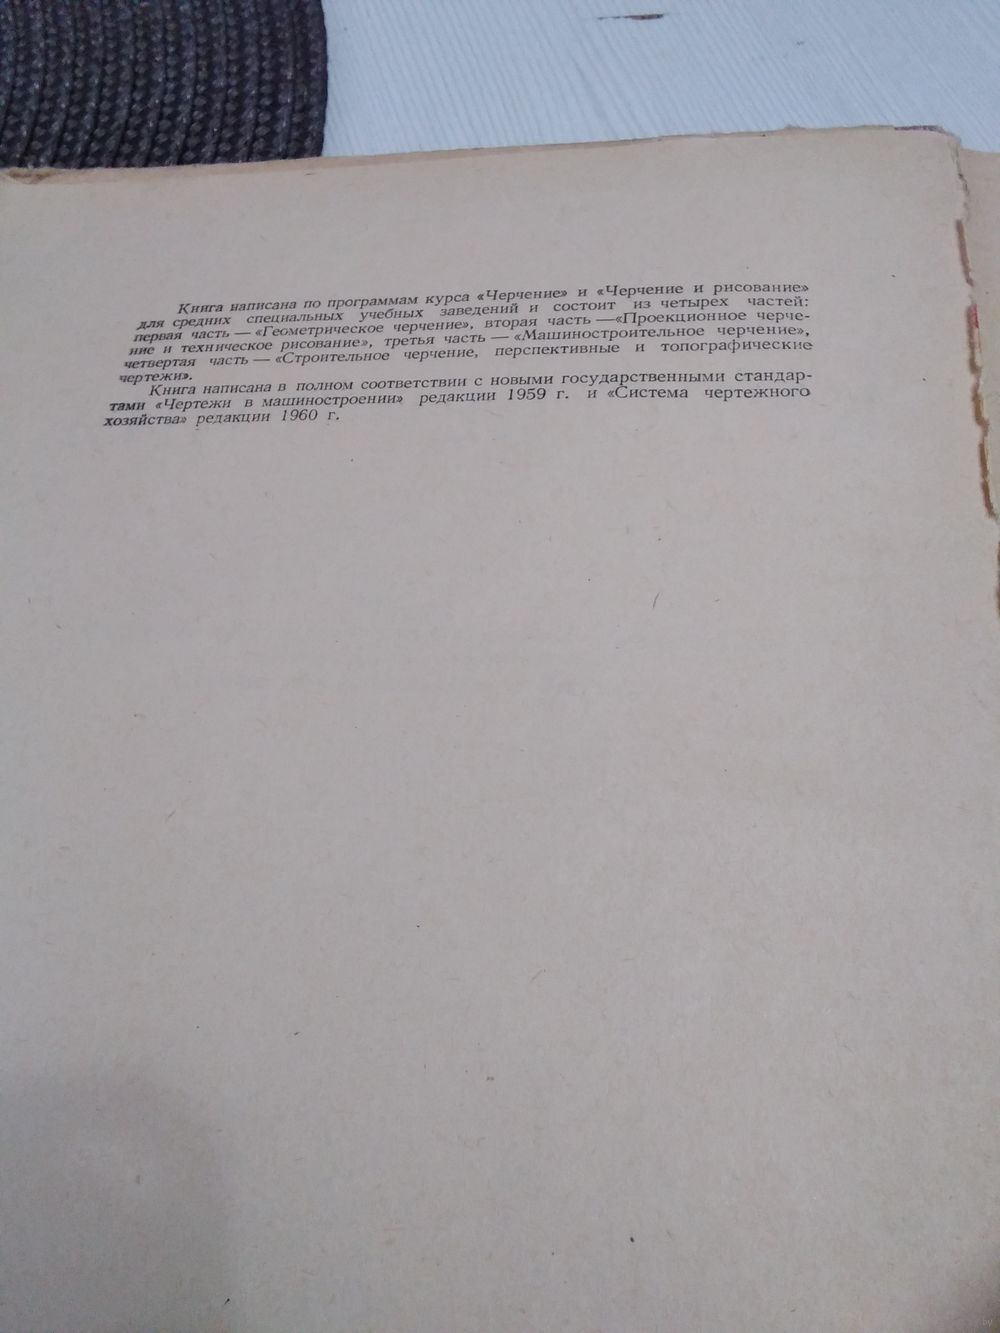 Книга написана по программам курса «Черчение» и «Черчение и рисование»
для средних специальных учебных заведений и состоит из четырех частей:
первая часть — «Геометрическое черчение», вторая часть —«Проекционное черче-
ние и техническое рисование», третья часть — «Машиностроительное черчение»,
четвертая часть — «Строительное черчение, перспективные и топографические
чертежи».
Книга написана в полном соответствии с новыми государственными стандар-
тами «Чертежи в машиностроении» редакции 1959 г. и «Система чертежного
хозяйства» редакции 1960 г.